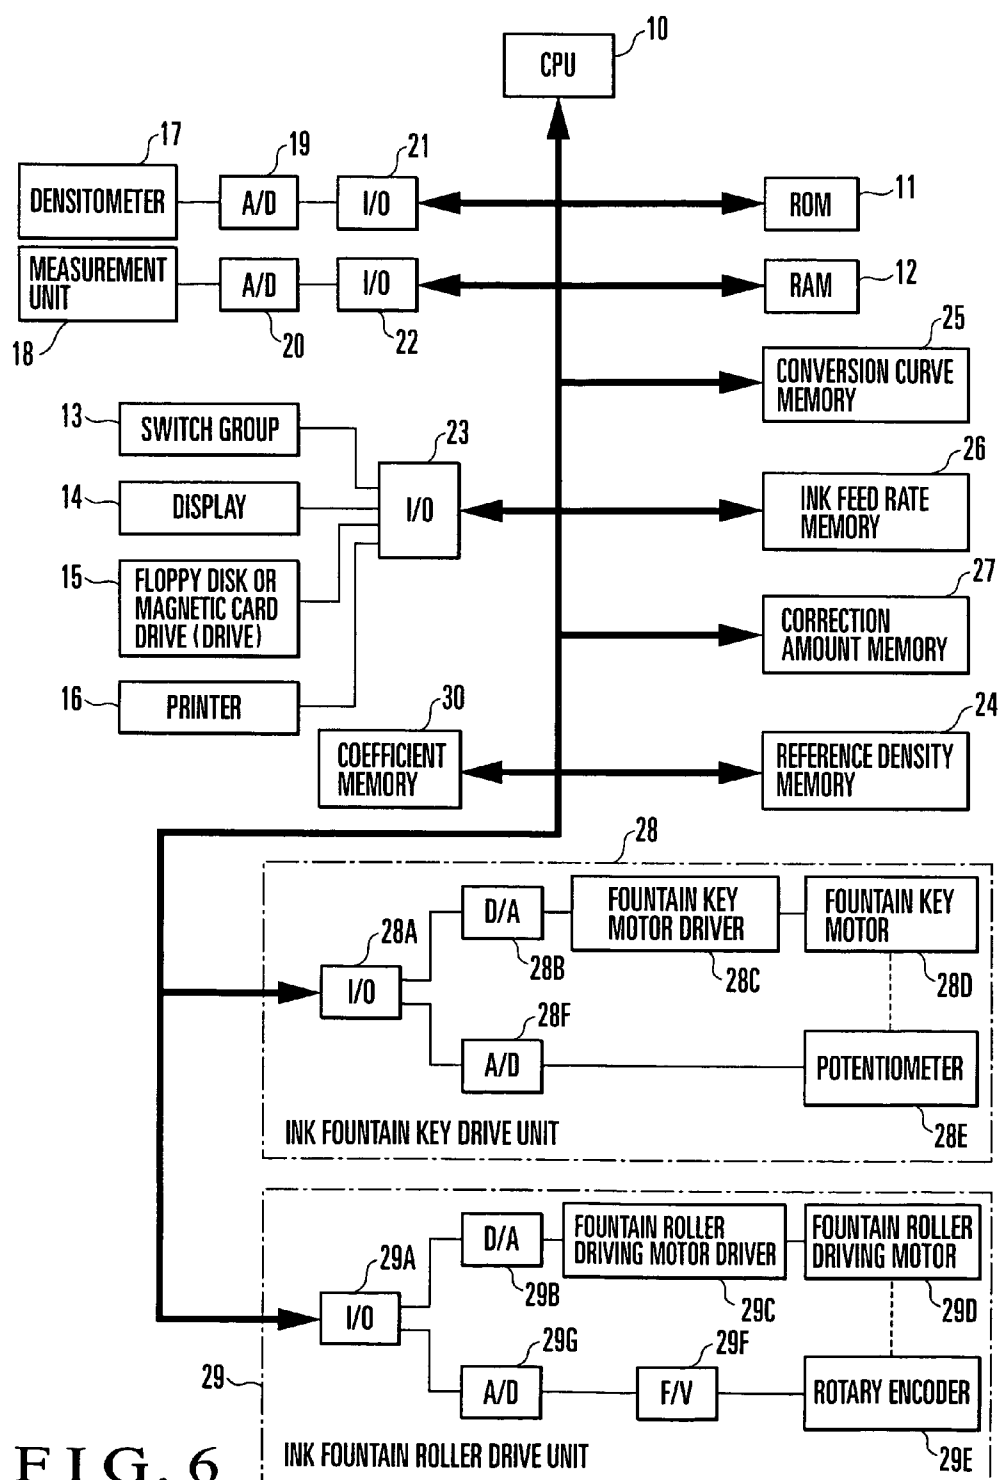 10
CPU
17
19
21
DENSITOMETER
A/D
I/O
ROM
11
MEASUREMENT
UNIT
A/D
I/O
RAM
12
18
20
22
25
CONVERSION CURVE
MEMORY
13
SWITCH GROUP
23
14
DISPLAY
I/O
26
INK FEED RATE
MEMORY
15
FLOPPY DISK OR
MAGNETIC CARD
DRIVE (DRIVE)
27
CORRECTION
AMOUNT MEMORY
16
PRINTER
30
COEFFICIENT
MEMORY
24
REFERENCE DENSITY
MEMORY
28
28A
I/O
D/A
28B
FOUNTAIN KEY
MOTOR DRIVER
28C
FOUNTAIN KEY
MOTOR
28D
28F
A/D
POTENTIOMETER
28E
INK FOUNTAIN KEY DRIVE UNIT
29A
I/O
D/A
29B
FOUNTAIN ROLLER
DRIVING MOTOR DRIVER
29C
FOUNTAIN ROLLER
DRIVING MOTOR
29D
29
29G
A/D
29F
F/V
ROTARY ENCODER
29E
INK FOUNTAIN ROLLER DRIVE UNIT
FIG. 6